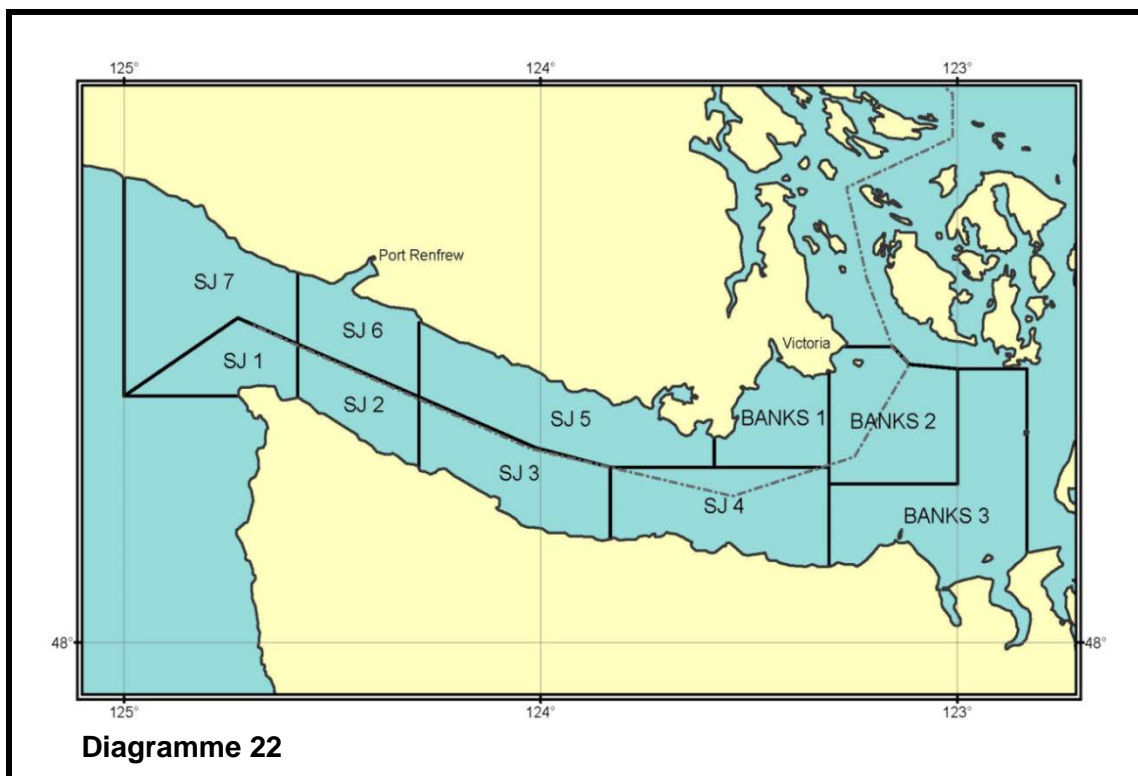 125° 124° 123°
Port Renfrew
SJ 7
SJ 6
Victoria
SJ 1
SJ 2
SJ 5
BANKS 1 BANKS 2
SJ 3
SJ 4
BANKS 3
48° 48°
125° 124° 123°
Diagramme 22